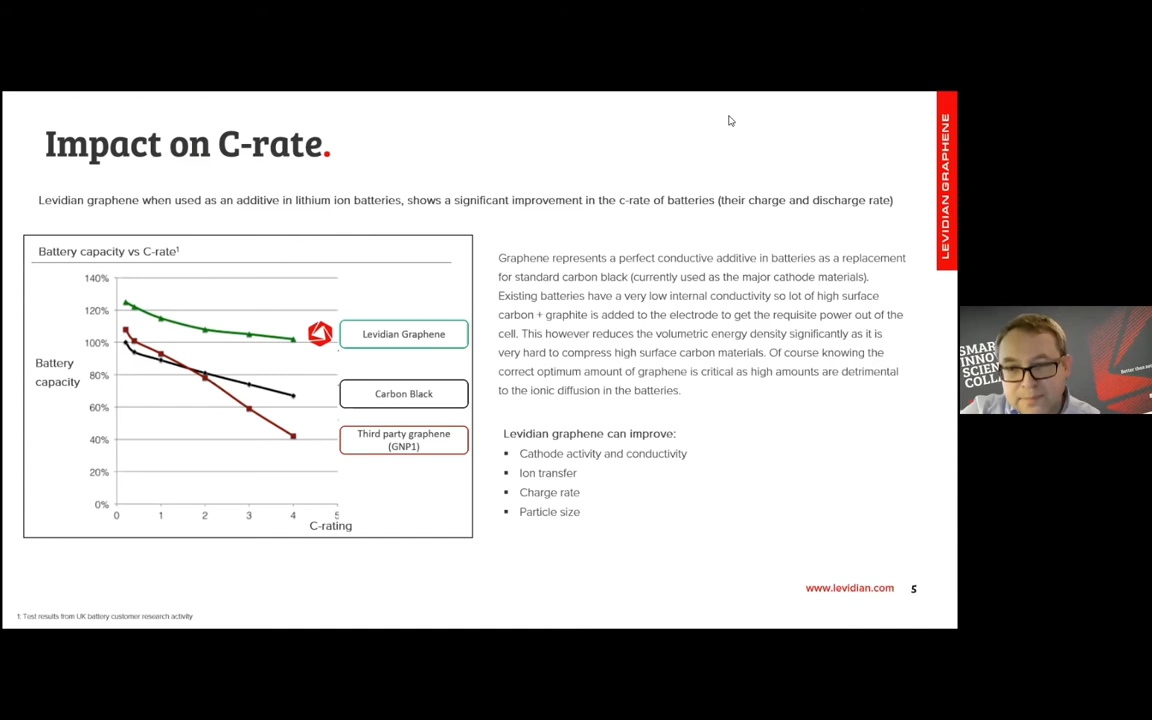 Impact on C-rate.
LEVIDIAN GRAPHENE
Levidian graphene when used as an additive in lithium ion batteries, shows a significant improvement in the c-rate of batteries (their charge and discharge rate)
Battery capacity vs C-rate¹
140%
120%
100%
80%
60%
40%
20%
0%
Battery
capacity
0 1 2 3 4 5
C-rating
Levidian Graphene
Carbon Black
Third party graphene
(GNP1)
Graphene represents a perfect conductive additive in batteries as a replacement
for standard carbon black (currently used as the major cathode materials).
Existing batteries have a very low internal conductivity so lot of high surface
carbon + graphite is added to the electrode to get the requisite power out of the
cell. This however reduces the volumetric energy density significantly as it is
very hard to compress high surface carbon materials. Of course knowing the
correct optimum amount of graphene is critical as high amounts are detrimental
to the ionic diffusion in the batteries.
Levidian graphene can improve:
▪ Cathode activity and conductivity
▪ Ion transfer
▪ Charge rate
▪ Particle size
www.levidian.com 5
1: Test results from UK battery customer research activity
SMAR
INNO
SCIEN
COLL